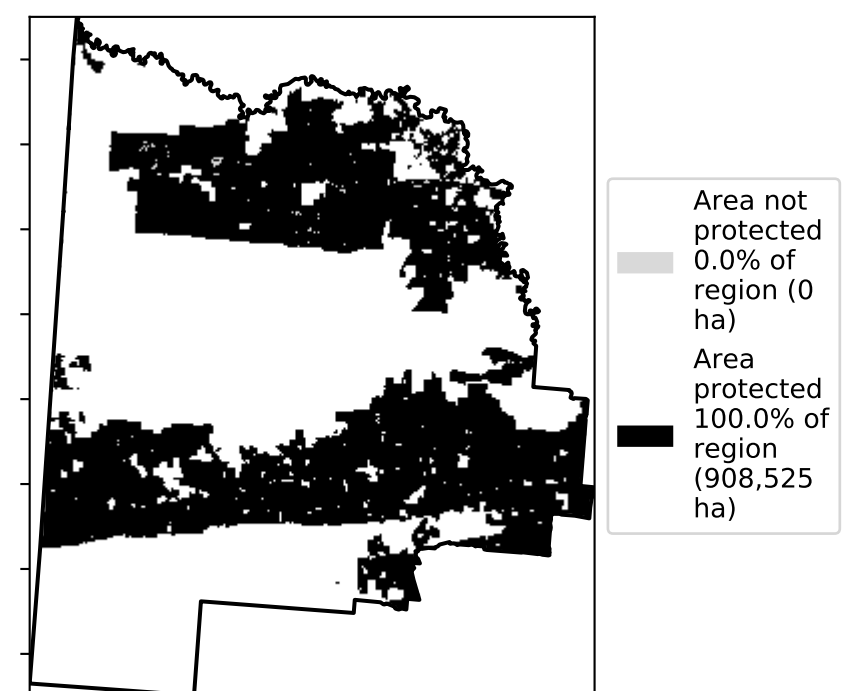 Area not
protected
0.0% of
region (0
ha)
Area
protected
100.0% of
region
(908,525
ha)